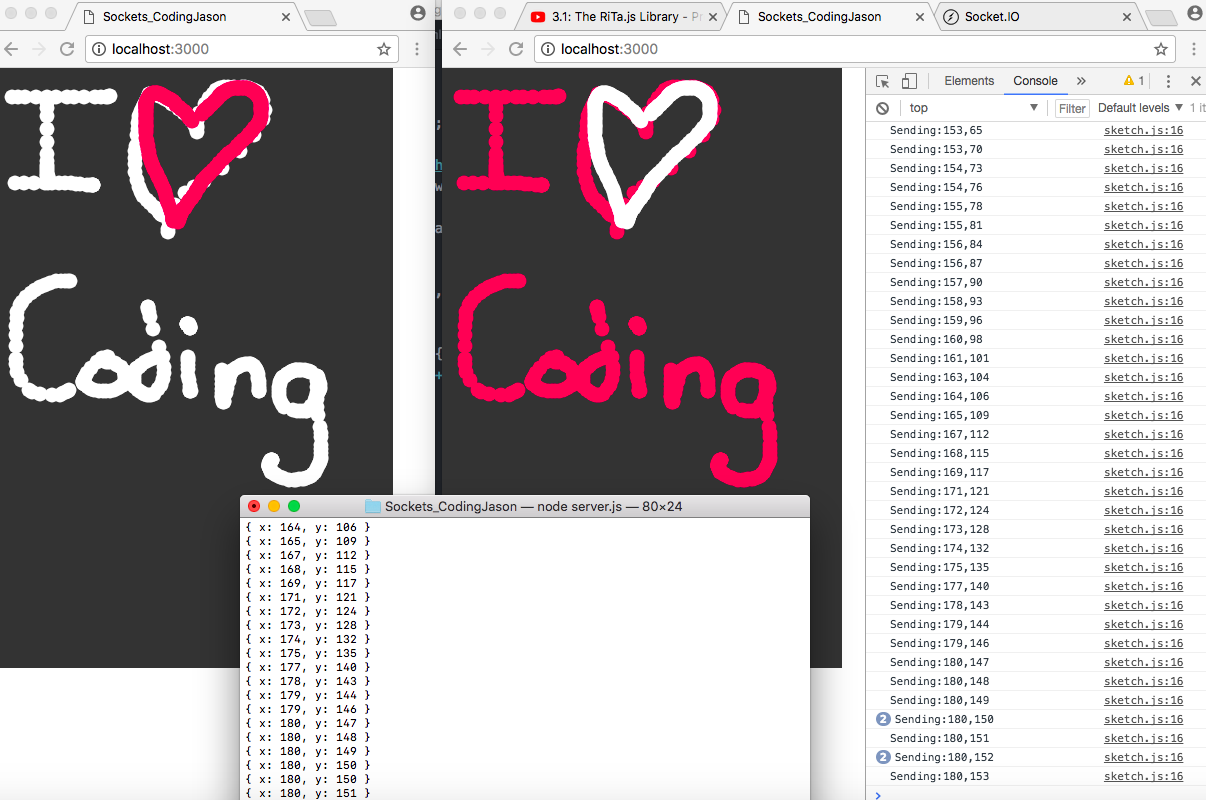 Sockets_CodingJason
localhost:3000
I
Coding
3.1: The RiTa.js Library - Pr
Sockets_CodingJason
Socket.IO
localhost:3000
I
Coding
Elements Console » 1
top Filter Default levels 1 it
Sending:153,65 sketch.js:16
Sending:153,70 sketch.js:16
Sending:154,73 sketch.js:16
Sending:154,76 sketch.js:16
Sending:155,78 sketch.js:16
Sending:155,81 sketch.js:16
Sending:156,84 sketch.js:16
Sending:156,87 sketch.js:16
Sending:157,90 sketch.js:16
Sending:158,93 sketch.js:16
Sending:159,96 sketch.js:16
Sending:160,98 sketch.js:16
Sending:161,101 sketch.js:16
Sending:163,104 sketch.js:16
Sending:164,106 sketch.js:16
Sending:165,109 sketch.js:16
Sending:167,112 sketch.js:16
Sending:168,115 sketch.js:16
Sending:169,117 sketch.js:16
Sending:171,121 sketch.js:16
Sending:172,124 sketch.js:16
Sending:173,128 sketch.js:16
Sending:174,132 sketch.js:16
Sending:175,135 sketch.js:16
Sending:177,140 sketch.js:16
Sending:178,143 sketch.js:16
Sending:179,144 sketch.js:16
Sending:179,146 sketch.js:16
Sending:180,147 sketch.js:16
Sending:180,148 sketch.js:16
Sending:180,149 sketch.js:16
2 Sending:180,150 sketch.js:16
Sending:180,151 sketch.js:16
2 Sending:180,152 sketch.js:16
Sending:180,153 sketch.js:16
>
Sockets_CodingJason — node server.js — 80×24
{ x: 164, y: 106 }
{ x: 165, y: 109 }
{ x: 167, y: 112 }
{ x: 168, y: 115 }
{ x: 169, y: 117 }
{ x: 171, y: 121 }
{ x: 172, y: 124 }
{ x: 173, y: 128 }
{ x: 174, y: 132 }
{ x: 175, y: 135 }
{ x: 177, y: 140 }
{ x: 178, y: 143 }
{ x: 179, y: 144 }
{ x: 179, y: 146 }
{ x: 180, y: 147 }
{ x: 180, y: 148 }
{ x: 180, y: 149 }
{ x: 180, y: 150 }
{ x: 180, y: 150 }
{ x: 180, y: 151 }